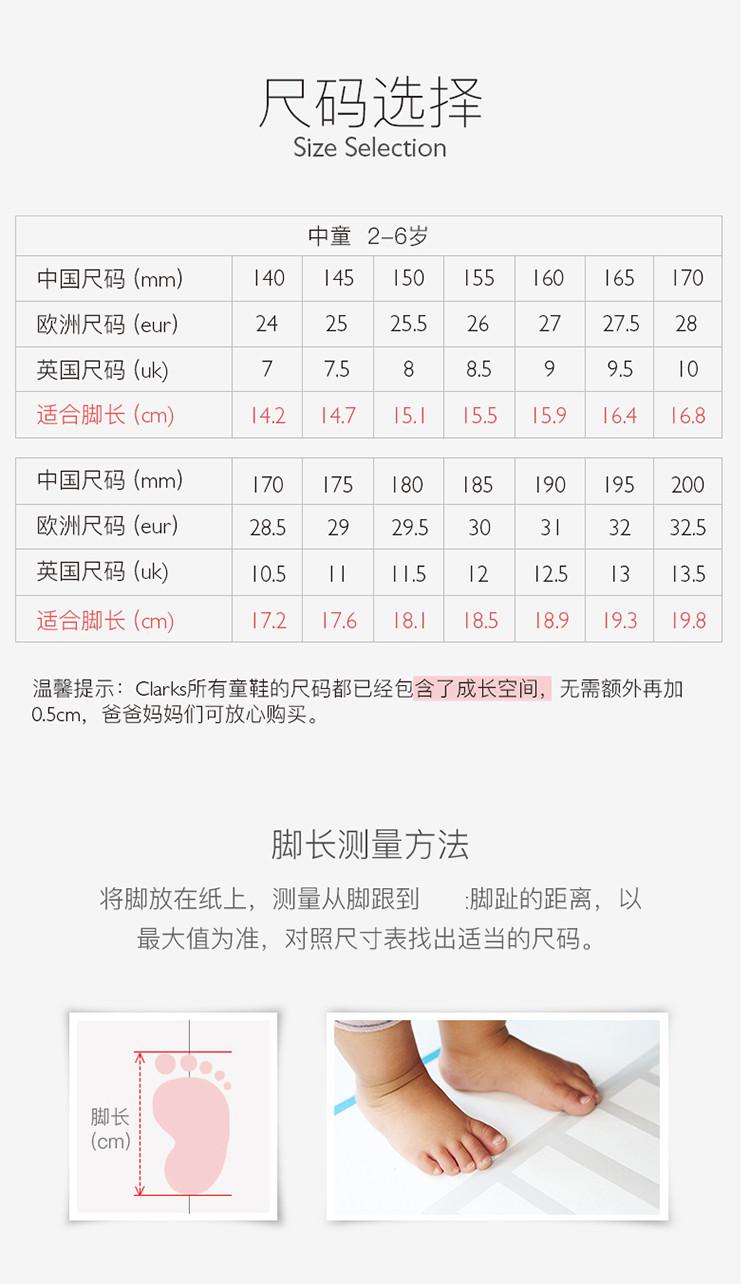 尺码选择
Size Selection
中童 2-6岁
中国尺码 (mm) 140 145 150 155 160 165 170
欧洲尺码 (eur) 24 25 25.5 26 27 27.5 28
英国尺码 (uk) 7 7.5 8 8.5 9 9.5 10
适合脚长 (cm) 14.2 14.7 15.1 15.5 15.9 16.4 16.8
中国尺码 (mm) 170 175 180 185 190 195 200
欧洲尺码 (eur) 28.5 29 29.5 30 31 32 32.5
英国尺码 (uk) 10.5 11 11.5 12 12.5 13 13.5
适合脚长 (cm) 17.2 17.6 18.1 18.5 18.9 19.3 19.8
温馨提示：Clarks所有童鞋的尺码都已经包含了成长空间，无需额外再加
0.5cm，爸爸妈妈们可放心购买。
脚长测量方法
将脚放在纸上，测量从脚跟到 :脚趾的距离，以
最大值为准，对照尺寸表找出适当的尺码。
脚长
(cm)